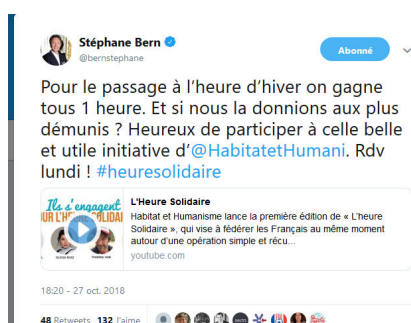 Stéphane Bern
@bernstephane
Abonné
Pour le passage à l'heure d'hiver on gagne
tous 1 heure. Et si nous la donnions aux plus
démunis ? Heureux de participer à celle belle
et utile initiative d'@HabitatetHumani. Rdv
lundi ! #heuresolidaire
Ils s'engagent
UR L'HEURE SOLIDAI
L'Heure Solidaire
Habitat et Humanisme lance la première édition de « L'heure
Solidaire », qui vise à fédérer les Français au même moment
autour d'une opération simple et récu...
youtube.com
18:20 - 27 oct. 2018
48 Retweets 132 J'aime